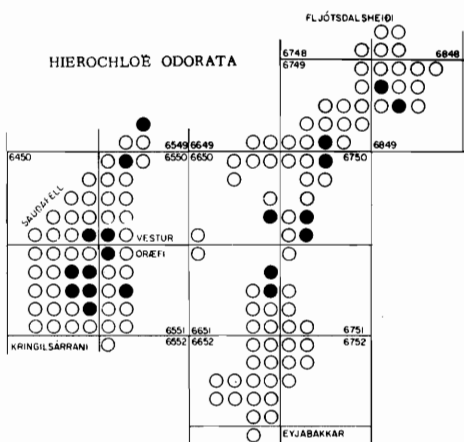 FLJÓTSDALSHEIÐI
HIEROCHLOË ODORATA
6748
6848
6749
6549
6649
6849
6450
6550
6650
6750
SAUÐAFELL
VESTUR
ÖRÆFI
6551
6651
6751
KRINGILSÁRRANI
6552
6652
6752
EYJABAKKAR